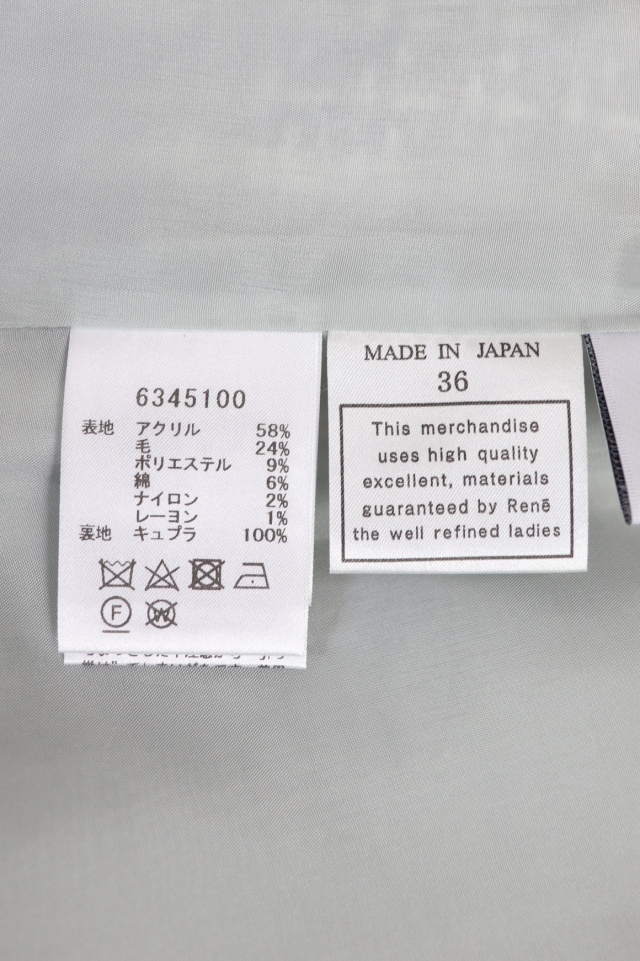 6345100
表地 アクリル 58%
毛 24%
ポリエステル 9%
綿 6%
ナイロン 2%
レーヨン 1%
裏地 キュプラ 100%
F W
MADE IN JAPAN
36
This merchandise
uses high quality
excellent, materials
guaranteed by Renē
the well refined ladies